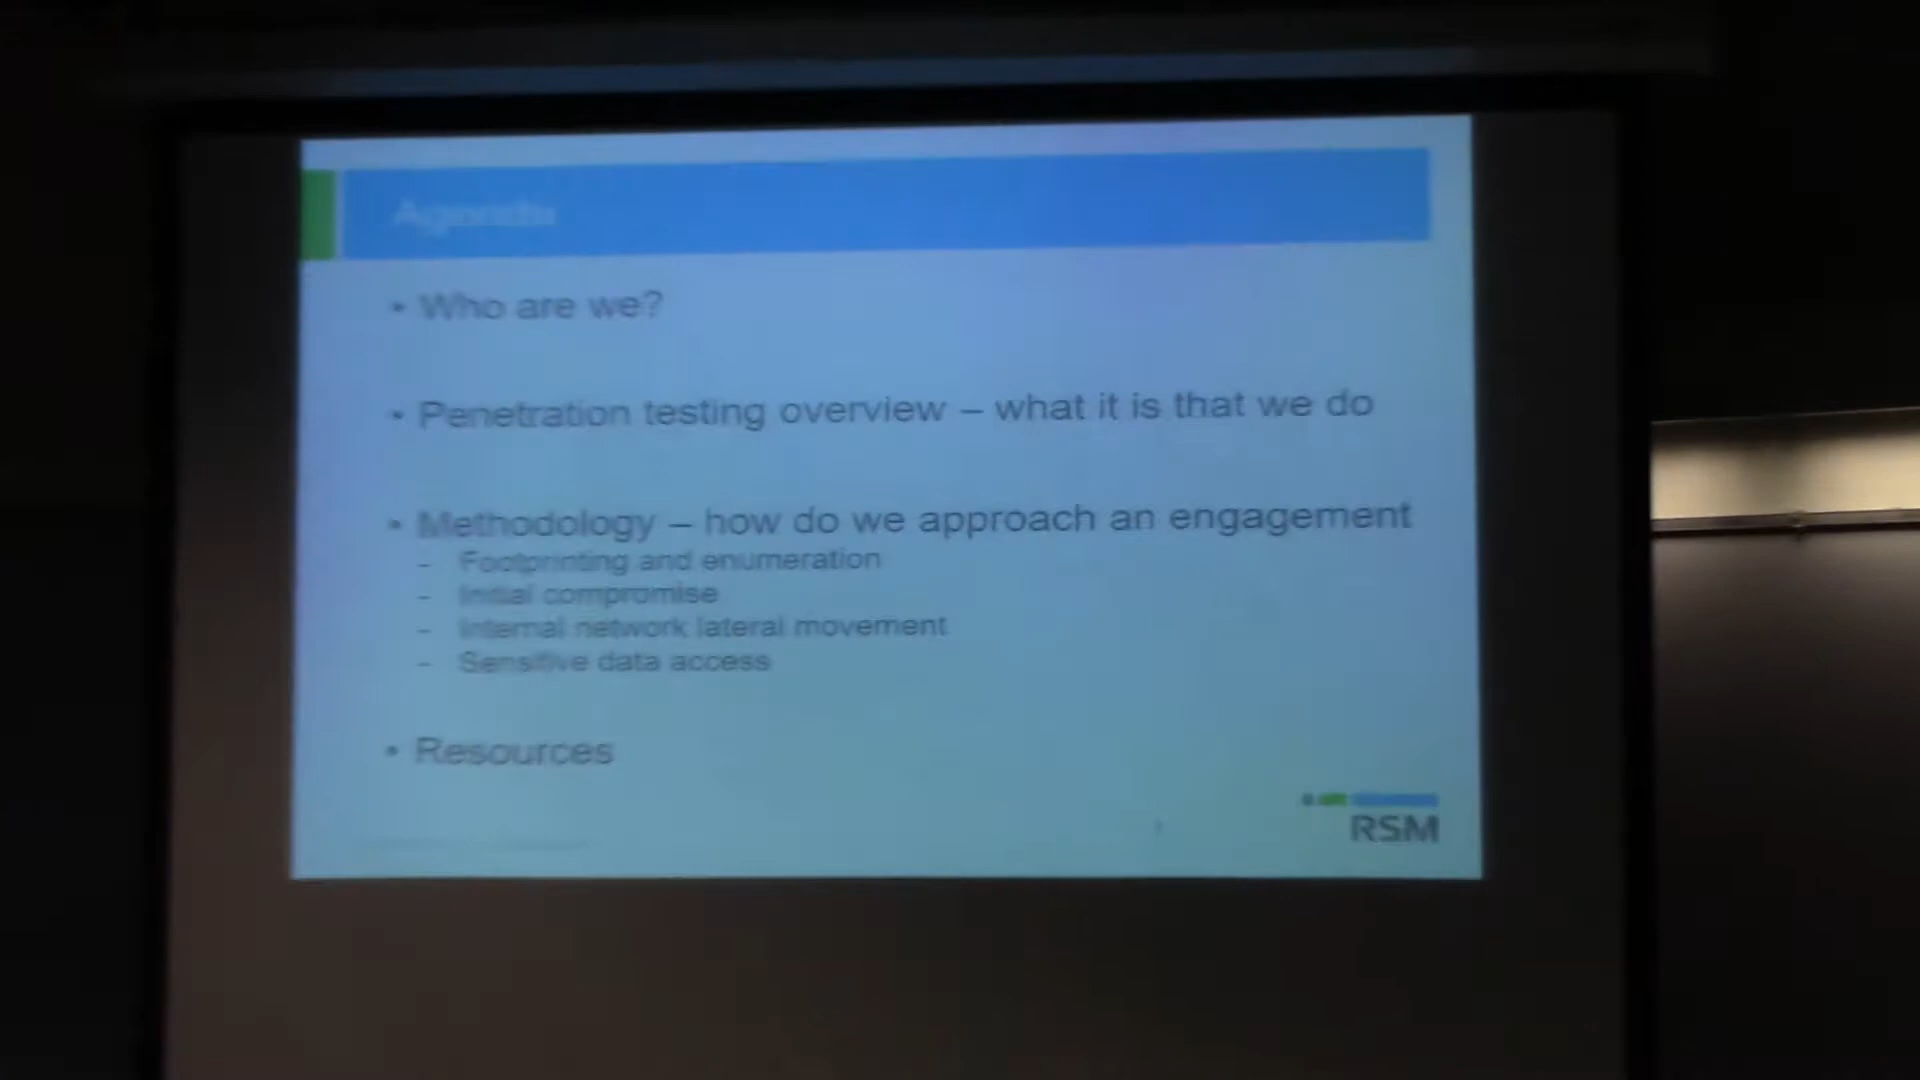 Agenda
• Who are we?
• Penetration testing overview – what it is that we do
• Methodology – how do we approach an engagement
- Footprinting and enumeration
- Initial compromise
- Internal network lateral movement
- Sensitive data access
• Resources
RSM